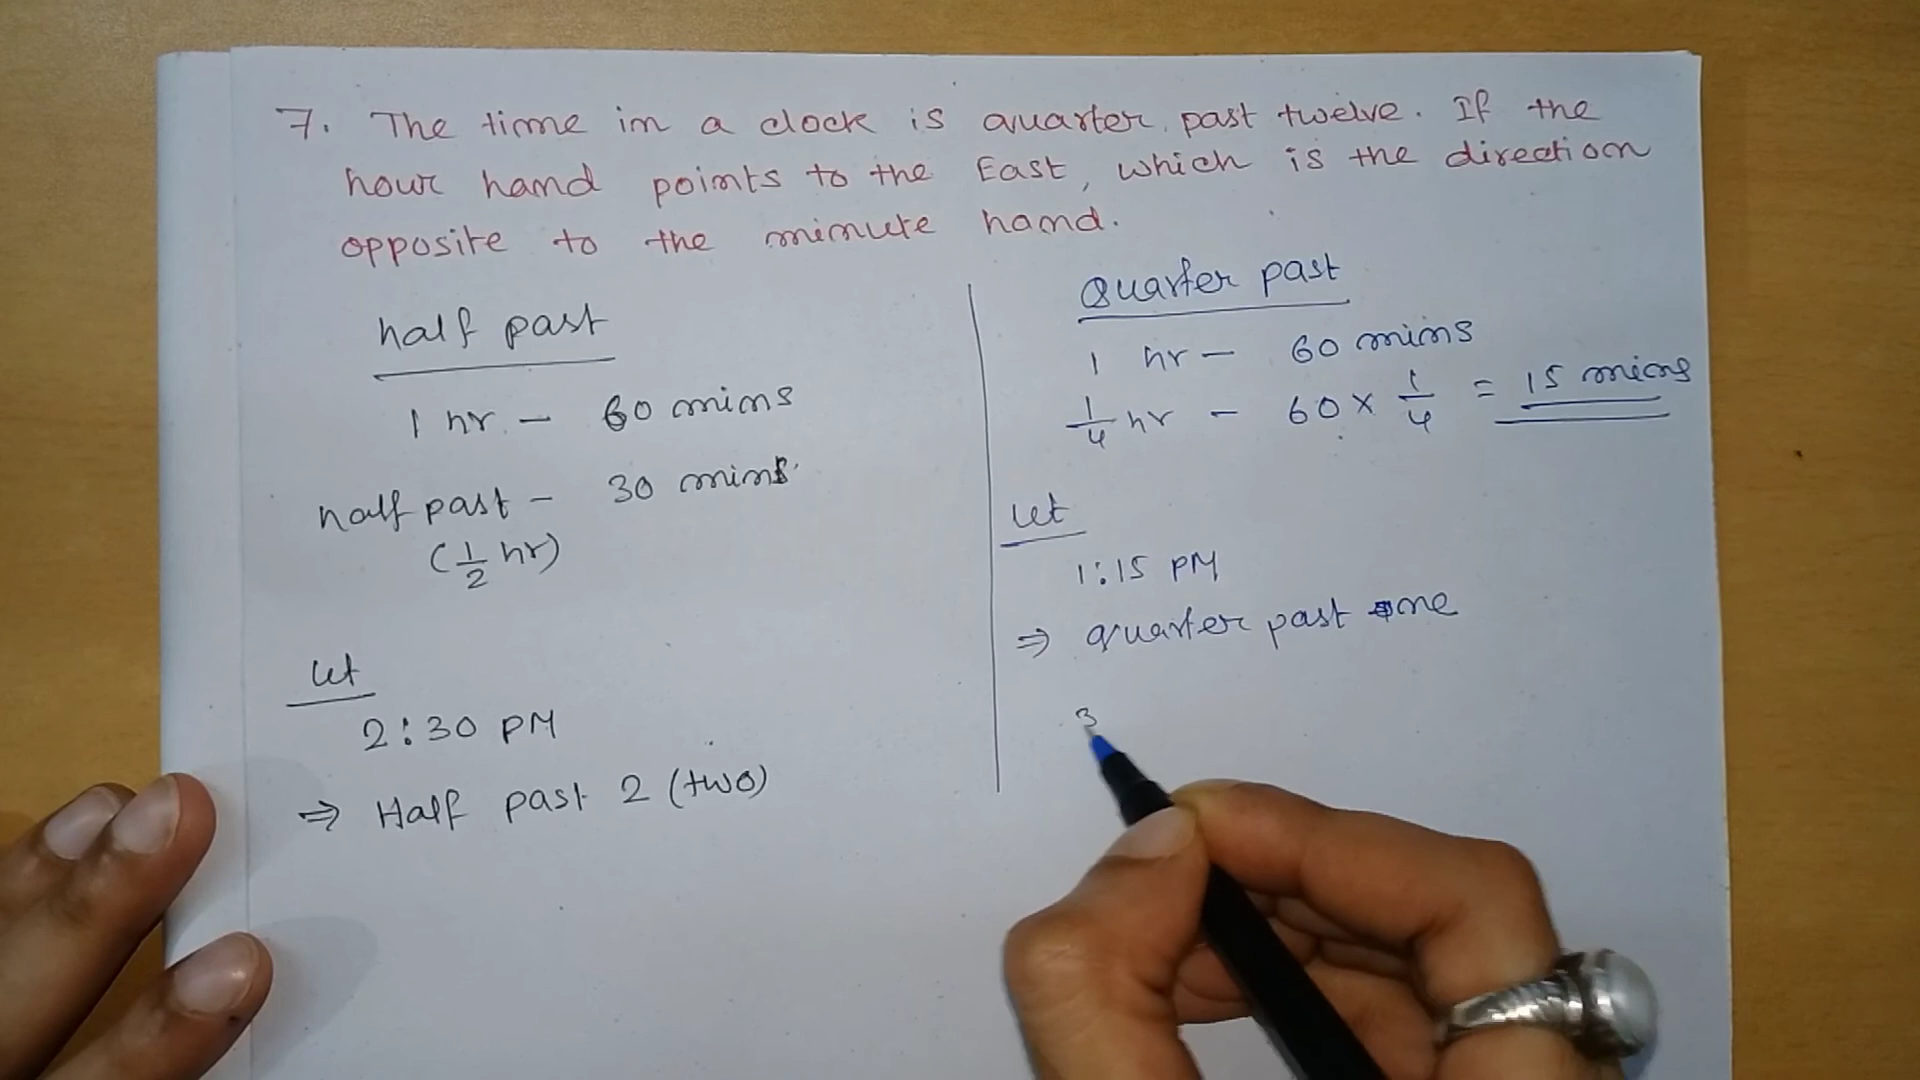 7. The time in a clock is quarter past twelve. If the
hour hand points to the East, which is the direction
opposite to the minute hand.
half past
1 hr - 60 mins
half past - 30 mins
(1/2 hr)
let
2:30 PM
⇒ Half past 2 (two)
Quarter past
1 hr - 60 mins
1/4 hr - 60 × 1/4 = 15 mins
let
1:15 PM
⇒ quarter past one
3